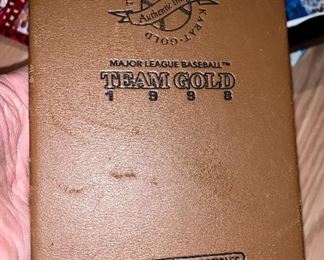 Authentic
KARAT·GOLD
MAJOR LEAGUE BASEBALL™
TEAM GOLD
1998